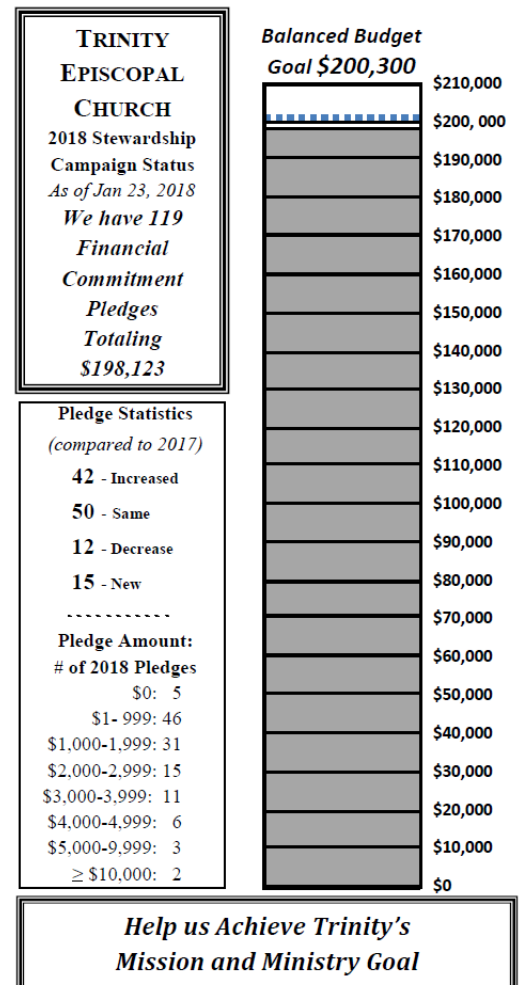 TRINITY
EPISCOPAL
CHURCH
2018 Stewardship
Campaign Status
As of Jan 23, 2018
We have 119
Financial
Commitment
Pledges
Totaling
$198,123
Pledge Statistics
(compared to 2017)
42 - Increased
50 - Same
12 - Decrease
15 - New
- - - - - - - - - - -
Pledge Amount:
# of 2018 Pledges
$0: 5
$1- 999: 46
$1,000-1,999: 31
$2,000-2,999: 15
$3,000-3,999: 11
$4,000-4,999: 6
$5,000-9,999: 3
≥ $10,000: 2
Balanced Budget
Goal $200,300
$210,000
$200, 000
$190,000
$180,000
$170,000
$160,000
$150,000
$140,000
$130,000
$120,000
$110,000
$100,000
$90,000
$80,000
$70,000
$60,000
$50,000
$40,000
$30,000
$20,000
$10,000
$0
Help us Achieve Trinity's
Mission and Ministry Goal